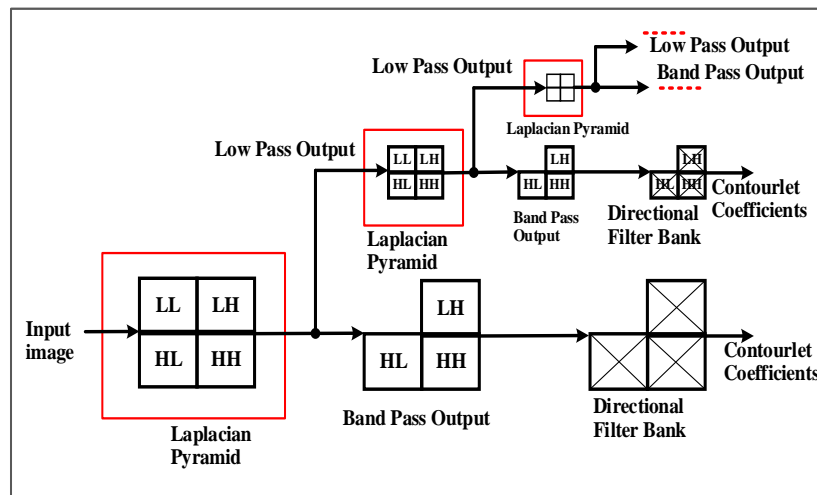 Low Pass Output
Low Pass Output
Band Pass Output
Laplacian Pyramid
Low Pass Output
LL LH
HL HH
LH
HL HH
LH
HL HH
Contourlet
Coefficients
Laplacian
Pyramid
Band Pass
Output
Directional
Filter Bank
Input
image
LL LH
HL HH
LH
HL HH
Contourlet
Coefficients
Laplacian
Pyramid
Band Pass Output
Directional
Filter Bank